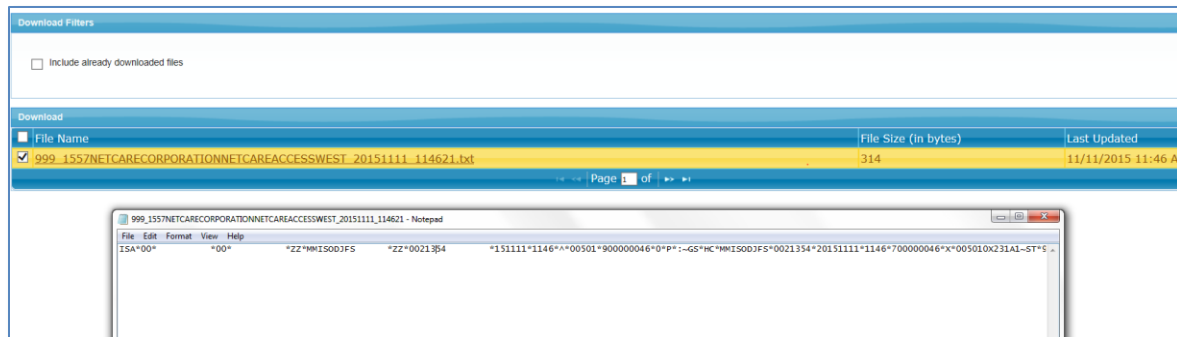 Download Filters
Include already downloaded files
Download
File Name File Size (in bytes) Last Updated
999_1557NETCARECORPORATIONNETCAREACCESSWEST_20151111_114621.txt 314 11/11/2015 11:46 A
Page 1 of
999_1557NETCARECORPORATIONNETCAREACCESSWEST_20151111_114621 - Notepad
File Edit Format View Help
ISA*00* *00* *ZZ*MMISODJFS *ZZ*0021354 *151111*1146*^*00501*900000046*0*P*:~GS*HC*MMISODJFS*0021354*20151111*1146*700000046*X*005010X231A1~ST*9